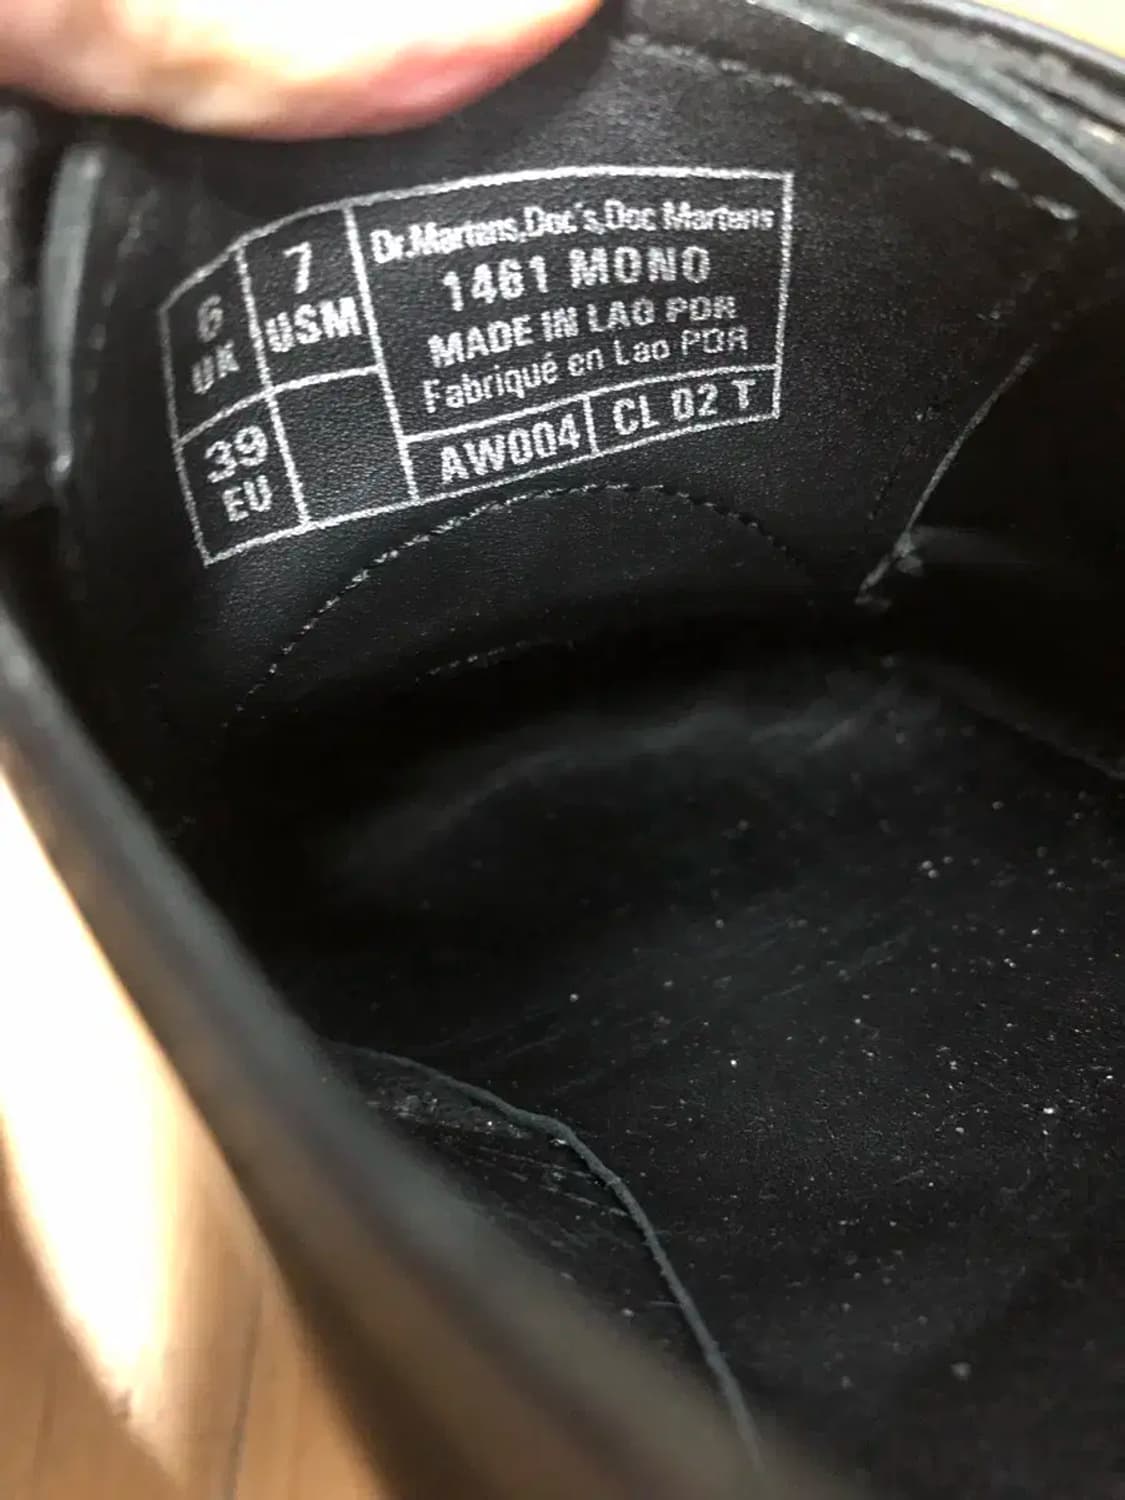 6
UK
7
USM
39
EU
Dr.Martens,Doc's,Doc Martens
1461 MONO
MADE IN LAO PDR
Fabriqué en Lao PDR
AW004
CL 02 T